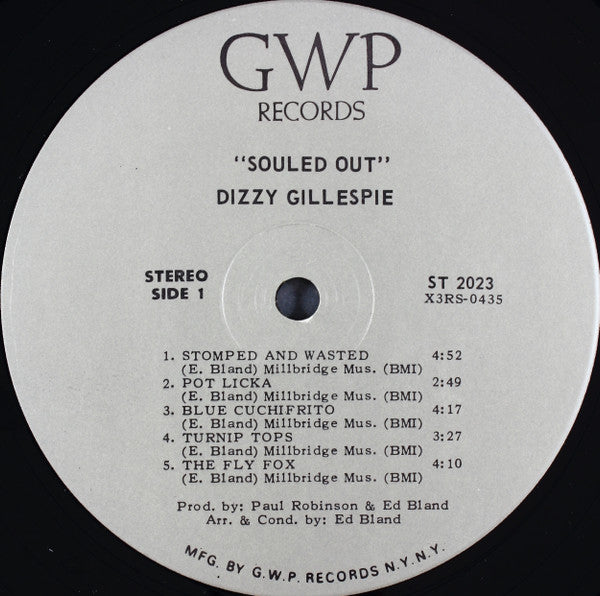 GWP
RECORDS
"SOULED OUT"
DIZZY GILLESPIE
STEREO
SIDE 1
ST 2023
X3RS-0435
1. STOMPED AND WASTED 4:52
(E. Bland) Millbridge Mus. (BMI)
2. POT LICKA 2:49
(E. Bland) Millbridge Mus. (BMI)
3. BLUE CUCHIFRITO 4:17
(E. Bland) Millbridge Mus. (BMI)
4. TURNIP TOPS 3:27
(E. Bland) Millbridge Mus. (BMI)
5. THE FLY FOX 4:10
(E. Bland) Millbridge Mus. (BMI)
Prod. by: Paul Robinson & Ed Bland
Arr. & Cond. by: Ed Bland
MFG. BY G.W.P. RECORDS N.Y. N.Y.